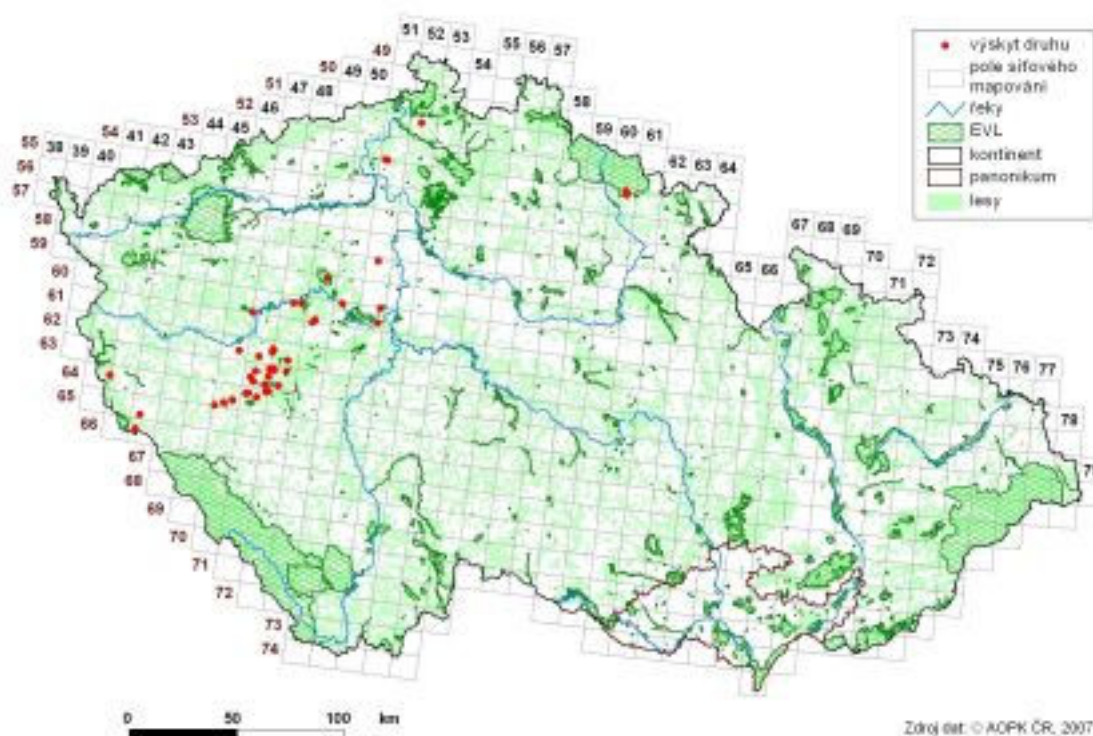 51 52 53
55 56 57
49
54
50 49 50
51 47 48
58
52 46
59 60 61
53 44 45
54 41 42 43
62 63 64
55 38 39 40
56
57
58
59
60
61
62
63
64
65
66
67
68
69
70
71
72
73
74
67 68 69
70
71
72
65 66
73 74
75 76 77
78
výskyt druhu
pole síťového
mapování
řeky
EVL
kontinent
panonikum
lesy
0 50 100 km
Zdroj dat: © AOPK ČR, 2007